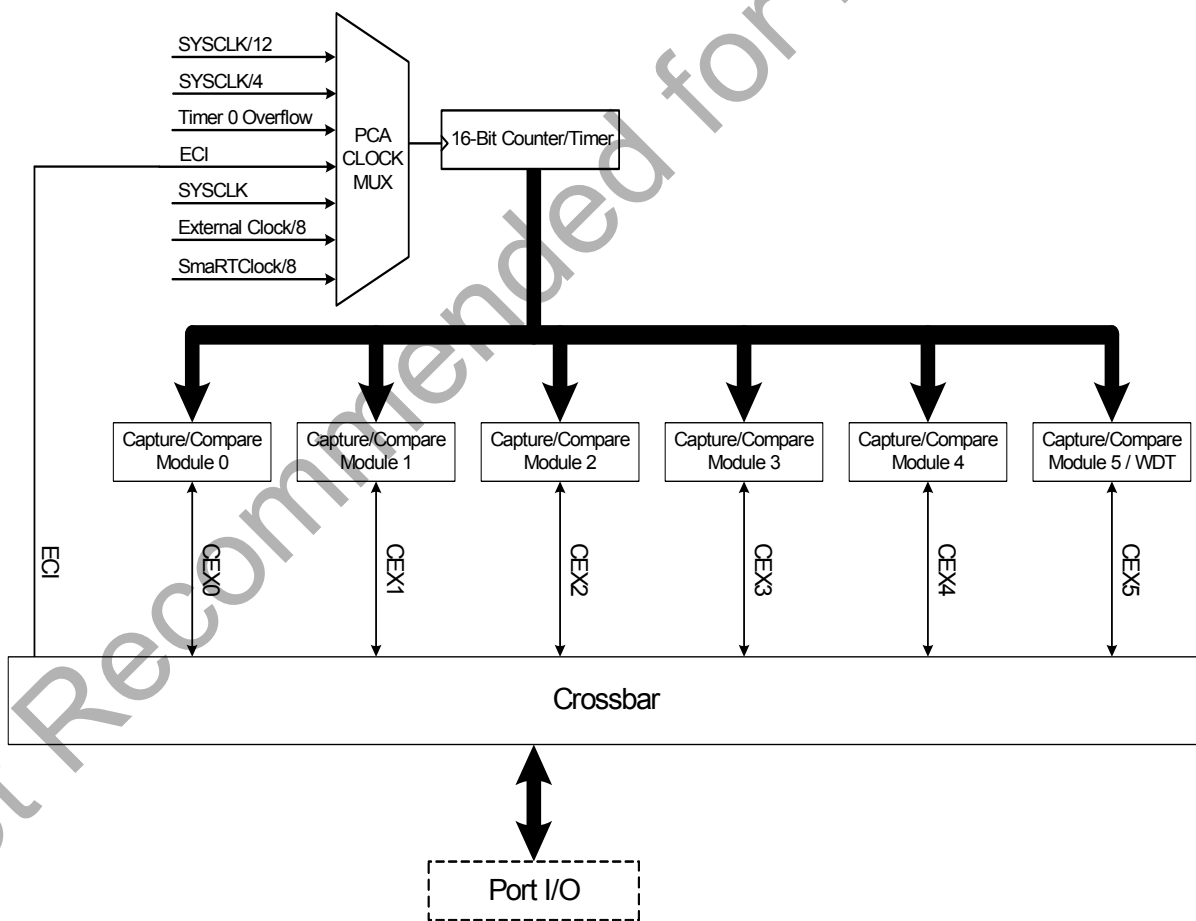 SYSCLK/12
SYSCLK/4
Timer 0 Overflow
ECI
SYSCLK
External Clock/8
SmaRTClock/8
PCA
CLOCK
MUX
16-Bit Counter/Timer
Capture/Compare
Module 0
Capture/Compare
Module 1
Capture/Compare
Module 2
Capture/Compare
Module 3
Capture/Compare
Module 4
Capture/Compare
Module 5 / WDT
ECI
CEX0
CEX1
CEX2
CEX3
CEX4
CEX5
Crossbar
Port I/O
Recommended for